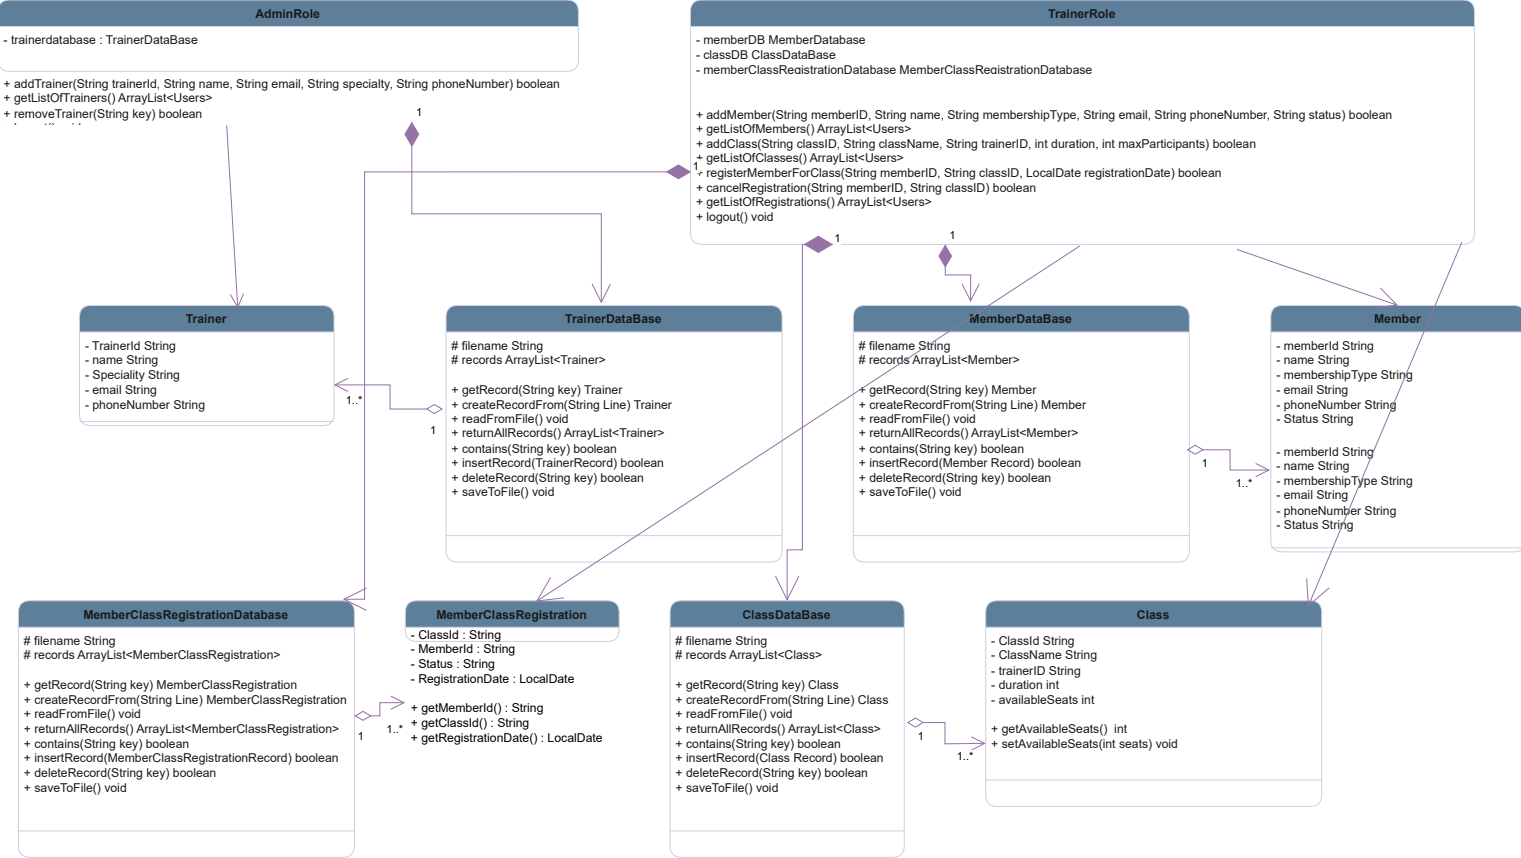 AdminRole
- trainerdatabase : TrainerDataBase
+ addTrainer(String trainerId, String name, String email, String specialty, String phoneNumber) boolean
+ getListOfTrainers() ArrayList<Users>
+ removeTrainer(String key) boolean
1
TrainerRole
- memberDB MemberDatabase
- classDB ClassDataBase
- memberClassRegistrationDatabase MemberClassRegistrationDatabase
+ addMember(String memberID, String name, String membershipType, String email, String phoneNumber, String status) boolean
+ getListOfMembers() ArrayList<Users>
+ addClass(String classID, String className, String trainerID, int duration, int maxParticipants) boolean
+ getListOfClasses() ArrayList<Users>
1
+ registerMemberForClass(String memberID, String classID, LocalDate registrationDate) boolean
+ cancelRegistration(String memberID, String classID) boolean
+ getListOfRegistrations() ArrayList<Users>
+ logout() void
1
1
Trainer
- TrainerId String
- name String
- Speciality String
- email String
- phoneNumber String
1..*
1
TrainerDataBase
# filename String
# records ArrayList<Trainer>
+ getRecord(String key) Trainer
+ createRecordFrom(String Line) Trainer
+ readFromFile() void
+ returnAllRecords() ArrayList<Trainer>
+ contains(String key) boolean
+ insertRecord(TrainerRecord) boolean
+ deleteRecord(String key) boolean
+ saveToFile() void
MemberDataBase
# filename String
# records ArrayList<Member>
+ getRecord(String key) Member
+ createRecordFrom(String Line) Member
+ readFromFile() void
+ returnAllRecords() ArrayList<Member>
+ contains(String key) boolean
+ insertRecord(Member Record) boolean
+ deleteRecord(String key) boolean
+ saveToFile() void
1
1..*
Member
- memberId String
- name String
- membershipType String
- email String
- phoneNumber String
- Status String
- memberId String
- name String
- membershipType String
- email String
- phoneNumber String
- Status String
MemberClassRegistrationDatabase
# filename String
# records ArrayList<MemberClassRegistration>
+ getRecord(String key) MemberClassRegistration
+ createRecordFrom(String Line) MemberClassRegistration
+ readFromFile() void
+ returnAllRecords() ArrayList<MemberClassRegistration>
+ contains(String key) boolean
+ insertRecord(MemberClassRegistrationRecord) boolean
+ deleteRecord(String key) boolean
+ saveToFile() void
1
1..*
MemberClassRegistration
- ClassId : String
- MemberId : String
- Status : String
- RegistrationDate : LocalDate
+ getMemberId() : String
+ getClassId() : String
+ getRegistrationDate() : LocalDate
ClassDataBase
# filename String
# records ArrayList<Class>
+ getRecord(String key) Class
+ createRecordFrom(String Line) Class
+ readFromFile() void
+ returnAllRecords() ArrayList<Class>
+ contains(String key) boolean
+ insertRecord(Class Record) boolean
+ deleteRecord(String key) boolean
+ saveToFile() void
1
1..*
Class
- ClassId String
- ClassName String
- trainerID String
- duration int
- availableSeats int
+ getAvailableSeats() int
+ setAvailableSeats(int seats) void